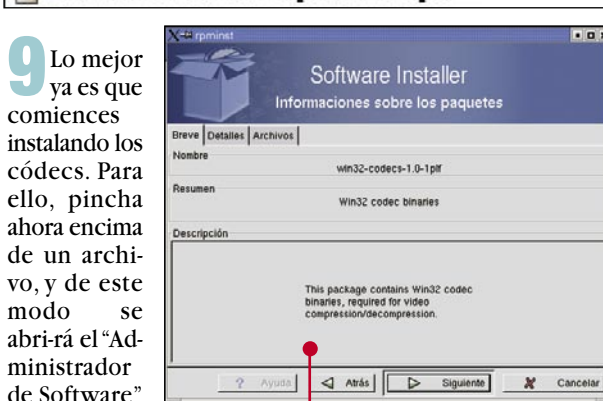 9 Lo mejor
ya es que
comiences
instalando los
códecs. Para
ello, pincha
ahora encima
de un archi-
vo, y de este
modo se
abri-rá el “Ad-
ministrador
de Software”
rpminst
Software Installer
Informaciones sobre los paquetes
Breve Detalles Archivos
Nombre
win32-codecs-1.0-1plf
Resumen
Win32 codec binaries
Descripción
This package contains Win32 codec
binaries, required for video
compression/decompression.
? Ayuda Atrás Siguiente Cancelar